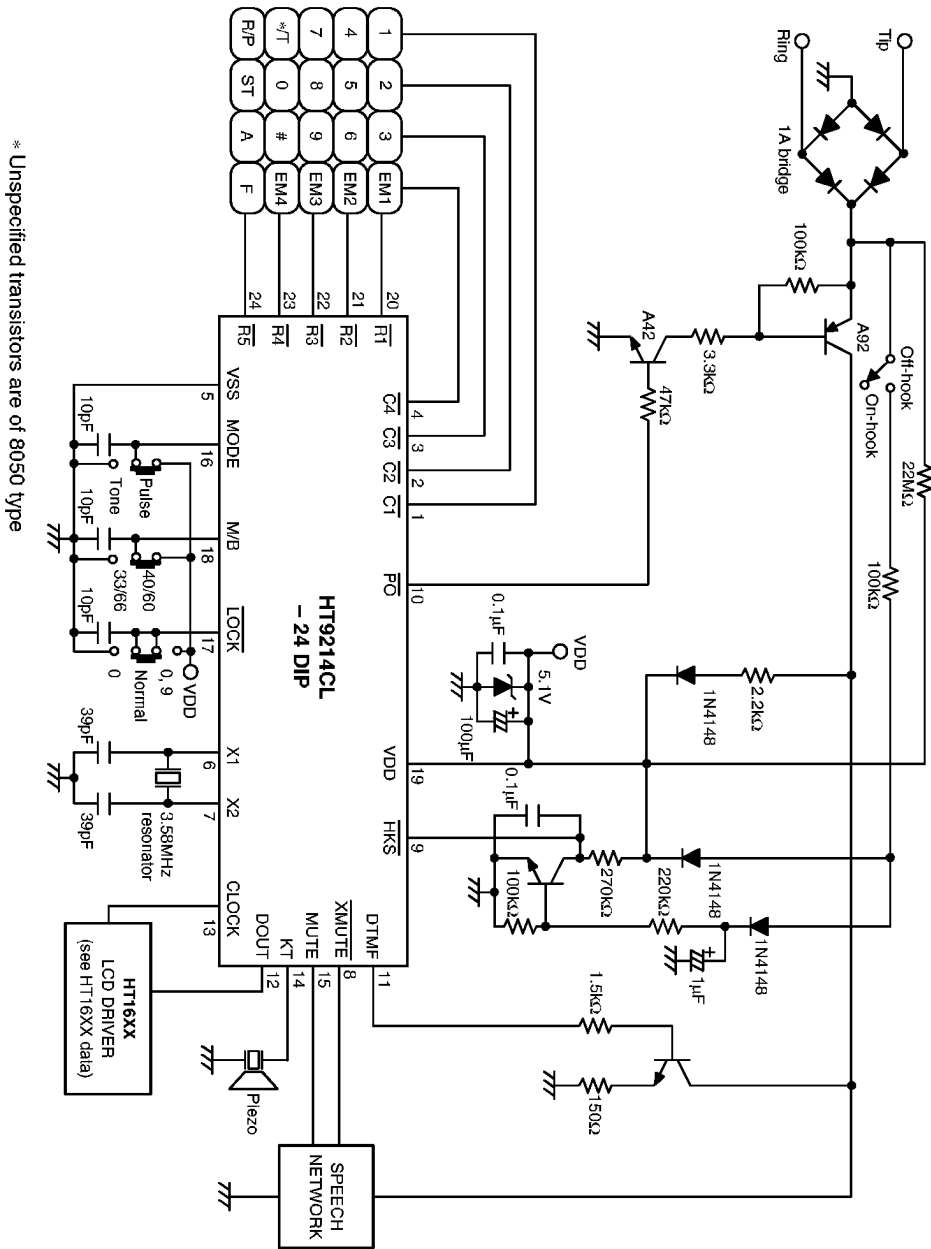 Tip
Ring
1A bridge
100kΩ
A92
Off-hook
On-hook
22MΩ
100kΩ
3.3kΩ
A42
47kΩ
1 2 3 EM1
4 5 6 EM2
7 8 9 EM3
*/T 0 # EM4
R/P ST A F
20
21
22
23
24
R1
R2
R3
R4
R5
C4
4
C3
3
C2
2
C1
1
PO
10
VDD
19
HKS
9
DTMF
11
XMUTE
8
MUTE
15
KT
14
DOUT
12
CLOCK
13
X2
7
X1
6
LOCK
17
M/B
18
MODE
16
VSS
5
HT9214CL
– 24 DIP
VDD
0.1µF
5.1V
100µF
+
1N4148
2.2kΩ
0.1µF
270kΩ
1N4148
100kΩ
220kΩ
1N4148
+
1µF
1.5kΩ
150Ω
10pF
Tone
Pulse
10pF
33/66
40/60
10pF
0
Normal
0, 9
VDD
39pF
39pF
3.58MHz
resonator
HT16XX
LCD DRIVER
(see HT16XX data)
Piezo
SPEECH
NETWORK
* Unspecified transistors are of 8050 type